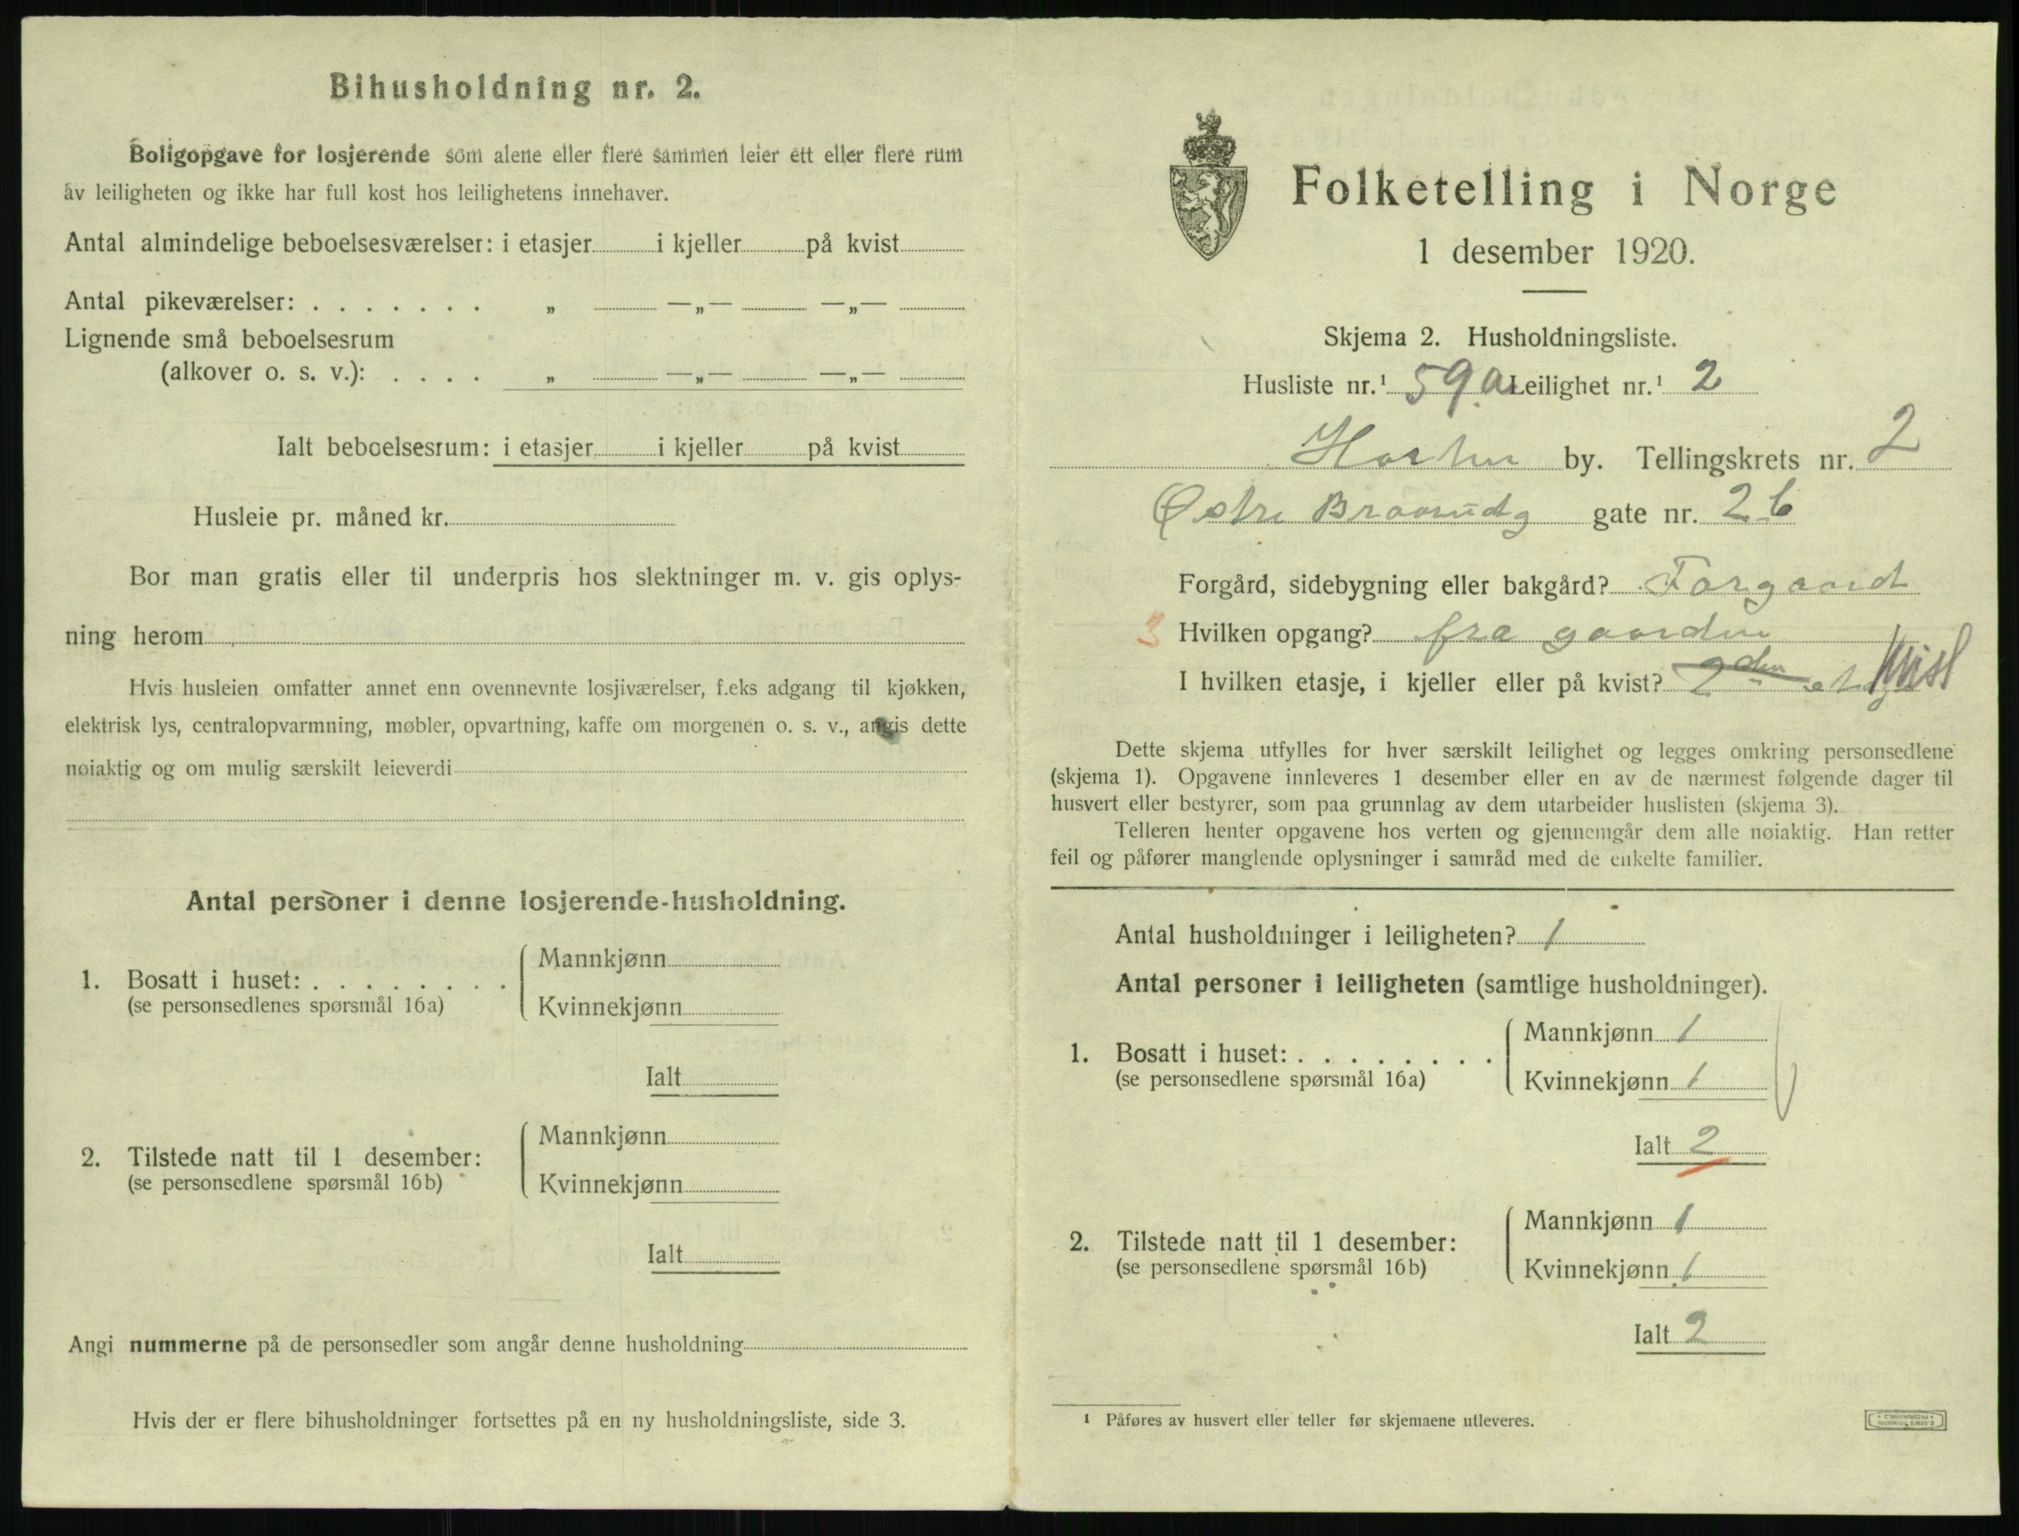 Bihusholdning nr. 2.
Boligopgave for losjerende som alene eller flere sammen leier ett eller flere rum
av leiligheten og ikke har full kost hos leilighetens innehaver.
Antal almindelige beboelsesværelser: i etasjer i kjeller på kvist
Antal pikeværelser: . . . . . . . „ —„— —„—
Lignende små beboelsesrum
(alkover o. s. v.): . . . . „ —„— —„—
Ialt beboelsesrum: i etasjer i kjeller på kvist
Husleie pr. måned kr.
Bor man gratis eller til underpris hos slektninger m. v. gis oplys-
ning herom
Hvis husleien omfatter annet enn ovennevnte losjiværelser, f.eks adgang til kjøkken,
elektrisk lys, centralopvarmning, møbler, opvartning, kaffe om morgenen o. s. v., angis dette
nøiaktig og om mulig særskilt leieverdi
Antal personer i denne losjerende-husholdning.
1. Bosatt i huset: . . . . . . . .
(se personsedlenes spørsmål 16a)
Mannkjønn
Kvinnekjønn
Ialt
2. Tilstede natt til 1 desember:
(se personsedlene spørsmål 16b)
Mannkjønn
Kvinnekjønn
Ialt
Angi nummerne på de personsedler som angår denne husholdning
Hvis der er flere bihusholdninger fortsettes på en ny husholdningsliste, side 3.
Folketelling i Norge
1 desember 1920.
Skjema 2. Husholdningsliste.
Husliste nr.¹ 59a Leilighet nr.¹ 2
Horten by. Tellingskrets nr. 2
Østre Braarudg gate nr. 26
Forgård, sidebygning eller bakgård? Forgaard
3 Hvilken opgang? fra gaarden
I hvilken etasje, i kjeller eller på kvist? 2den etg Kvist
Dette skjema utfylles for hver særskilt leilighet og legges omkring personsedlene
(skjema 1). Opgavene innleveres 1 desember eller en av de nærmest følgende dager til
husvert eller bestyrer, som paa grunnlag av dem utarbeider huslisten (skjema 3).
Telleren henter opgavene hos verten og gjennemgår dem alle nøiaktig. Han retter
feil og påfører manglende oplysninger i samråd med de enkelte familier.
Antal husholdninger i leiligheten? 1
Antal personer i leiligheten (samtlige husholdninger).
1. Bosatt i huset: . . . . . . . .
(se personsedlene spørsmål 16a)
Mannkjønn 1
Kvinnekjønn 1
Ialt 2
2. Tilstede natt til 1 desember:
(se personsedlene spørsmål 16b)
Mannkjønn 1
Kvinnekjønn 1
Ialt 2
¹ Påføres av husvert eller teller før skjemaene utleveres.